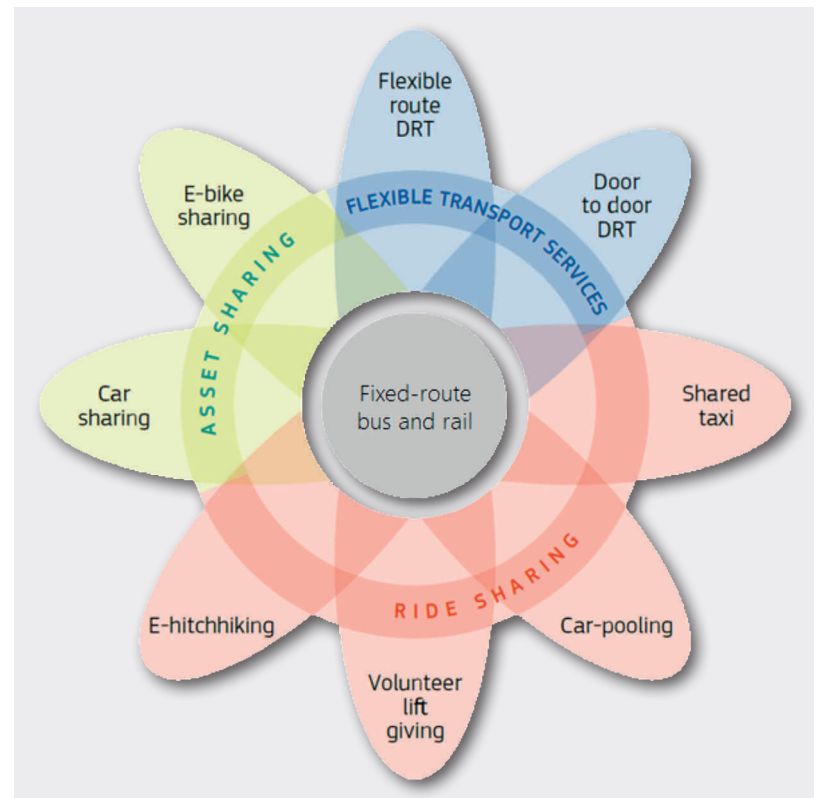 Flexible
route
DRT
Door
to door
DRT
E-bike
sharing
FLEXIBLE TRANSPORT SERVICES
ASSET SHARING
Car
sharing
Fixed-route
bus and rail
Shared
taxi
RIDE SHARING
E-hitchhiking
Car-pooling
Volunteer
lift
giving